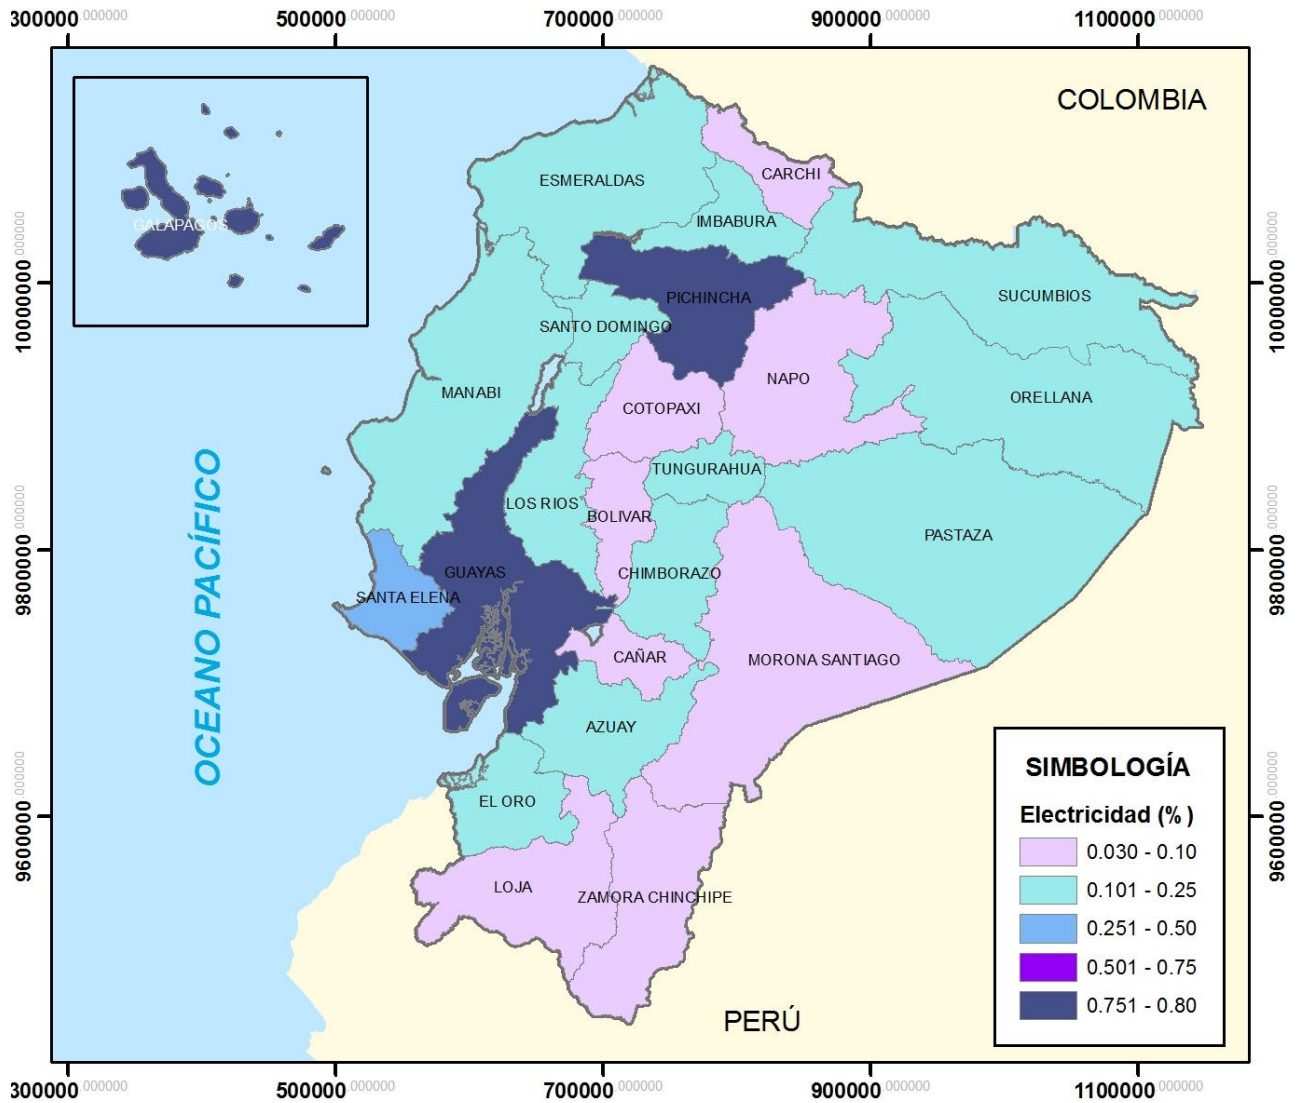 300000.000000 500000.000000 700000.000000 900000.000000 1100000.000000
COLOMBIA
CARCHI
ESMERALDAS
IMBABURA
GALAPAGOS
10000000.000000
10000000.000000
SUCUMBIOS
PICHINCHA
SANTO DOMINGO
NAPO
MANABI
ORELLANA
COTOPAXI
TUNGURAHUA
LOS RIOS
BOLIVAR
PASTAZA
9800000.000000
9800000.000000
GUAYAS
CHIMBORAZO
SANTA ELENA
OCEANO PACÍFICO
CAÑAR
MORONA SANTIAGO
AZUAY
EL ORO
9600000.000000
9600000.000000
LOJA
ZAMORA CHINCHIPE
PERÚ
SIMBOLOGÍA
Electricidad (%)
0.030 - 0.10
0.101 - 0.25
0.251 - 0.50
0.501 - 0.75
0.751 - 0.80
300000.000000 500000.000000 700000.000000 900000.000000 1100000.000000